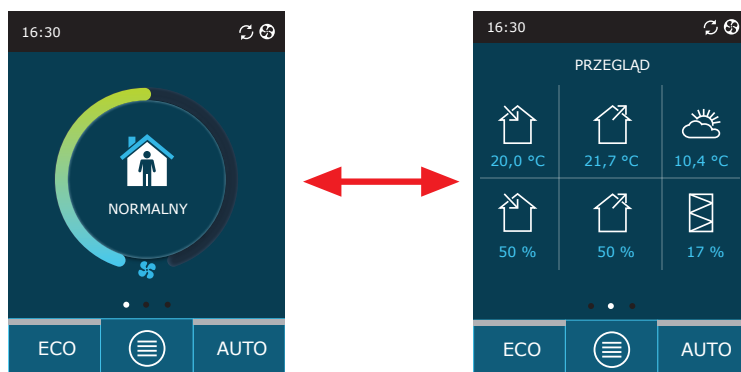 16:30
NORMALNY
ECO AUTO
16:30
PRZEGLĄD
20,0 °C 21,7 °C 10,4 °C
50 % 50 % 17 %
ECO AUTO